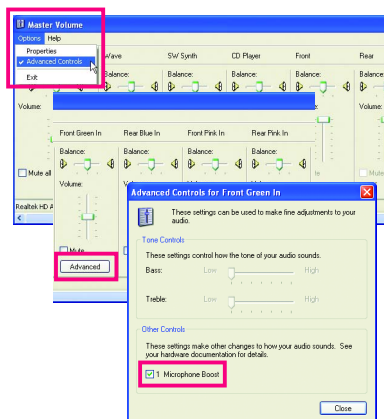 Master Volume
Options Help
Properties
Advanced Controls
Exit
Wave SW Synth CD Player Front Rear
Balance: Balance: Balance: Balance: Balance:
Volume:
Volume:
Mute all
Realtek HD A
Front Green In Rear Blue In Front Pink In Rear Pink In
Balance: Balance: Balance: Balance:
Volume:
Mute
Advanced
Advanced Controls for Front Green In
These settings can be used to make fine adjustments to your
audio.
Tone Controls
These settings control how the tone of your audio sounds.
Bass: Low High
Treble: Low High
Other Controls
These settings make other changes to how your audio sounds. See
your hardware documentation for details.
1 Microphone Boost
Close